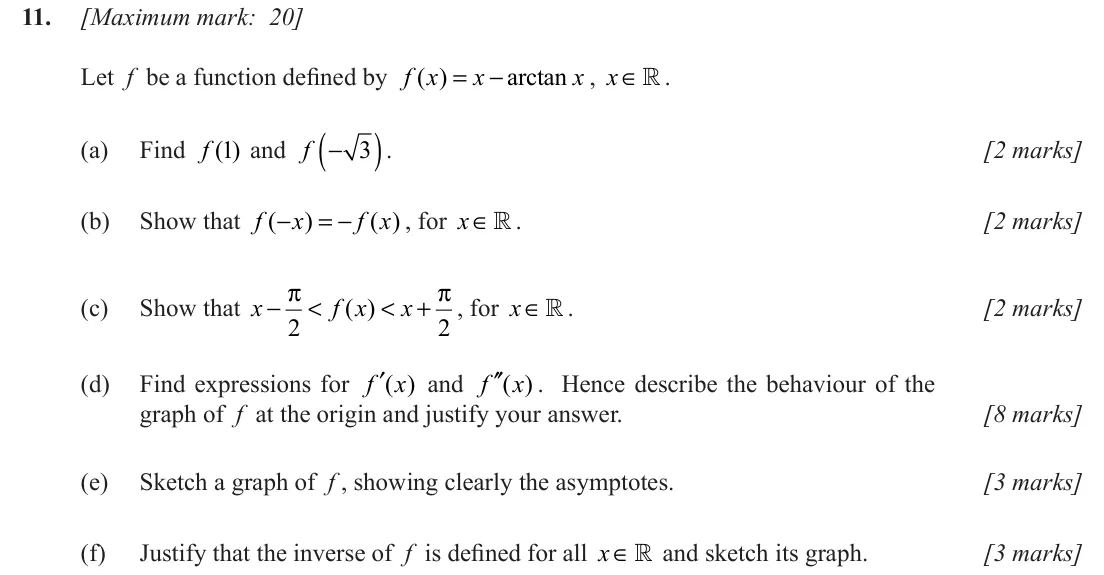 11. [Maximum mark: 20]
Let f be a function defined by f(x) = x − arctan x, x ∈ ℝ.
(a) Find f(1) and f(−√3). [2 marks]
(b) Show that f(−x) = −f(x), for x ∈ ℝ. [2 marks]
(c) Show that x − π/2 < f(x) < x + π/2, for x ∈ ℝ. [2 marks]
(d) Find expressions for f′(x) and f″(x). Hence describe the behaviour of the
graph of f at the origin and justify your answer. [8 marks]
(e) Sketch a graph of f, showing clearly the asymptotes. [3 marks]
(f) Justify that the inverse of f is defined for all x ∈ ℝ and sketch its graph. [3 marks]